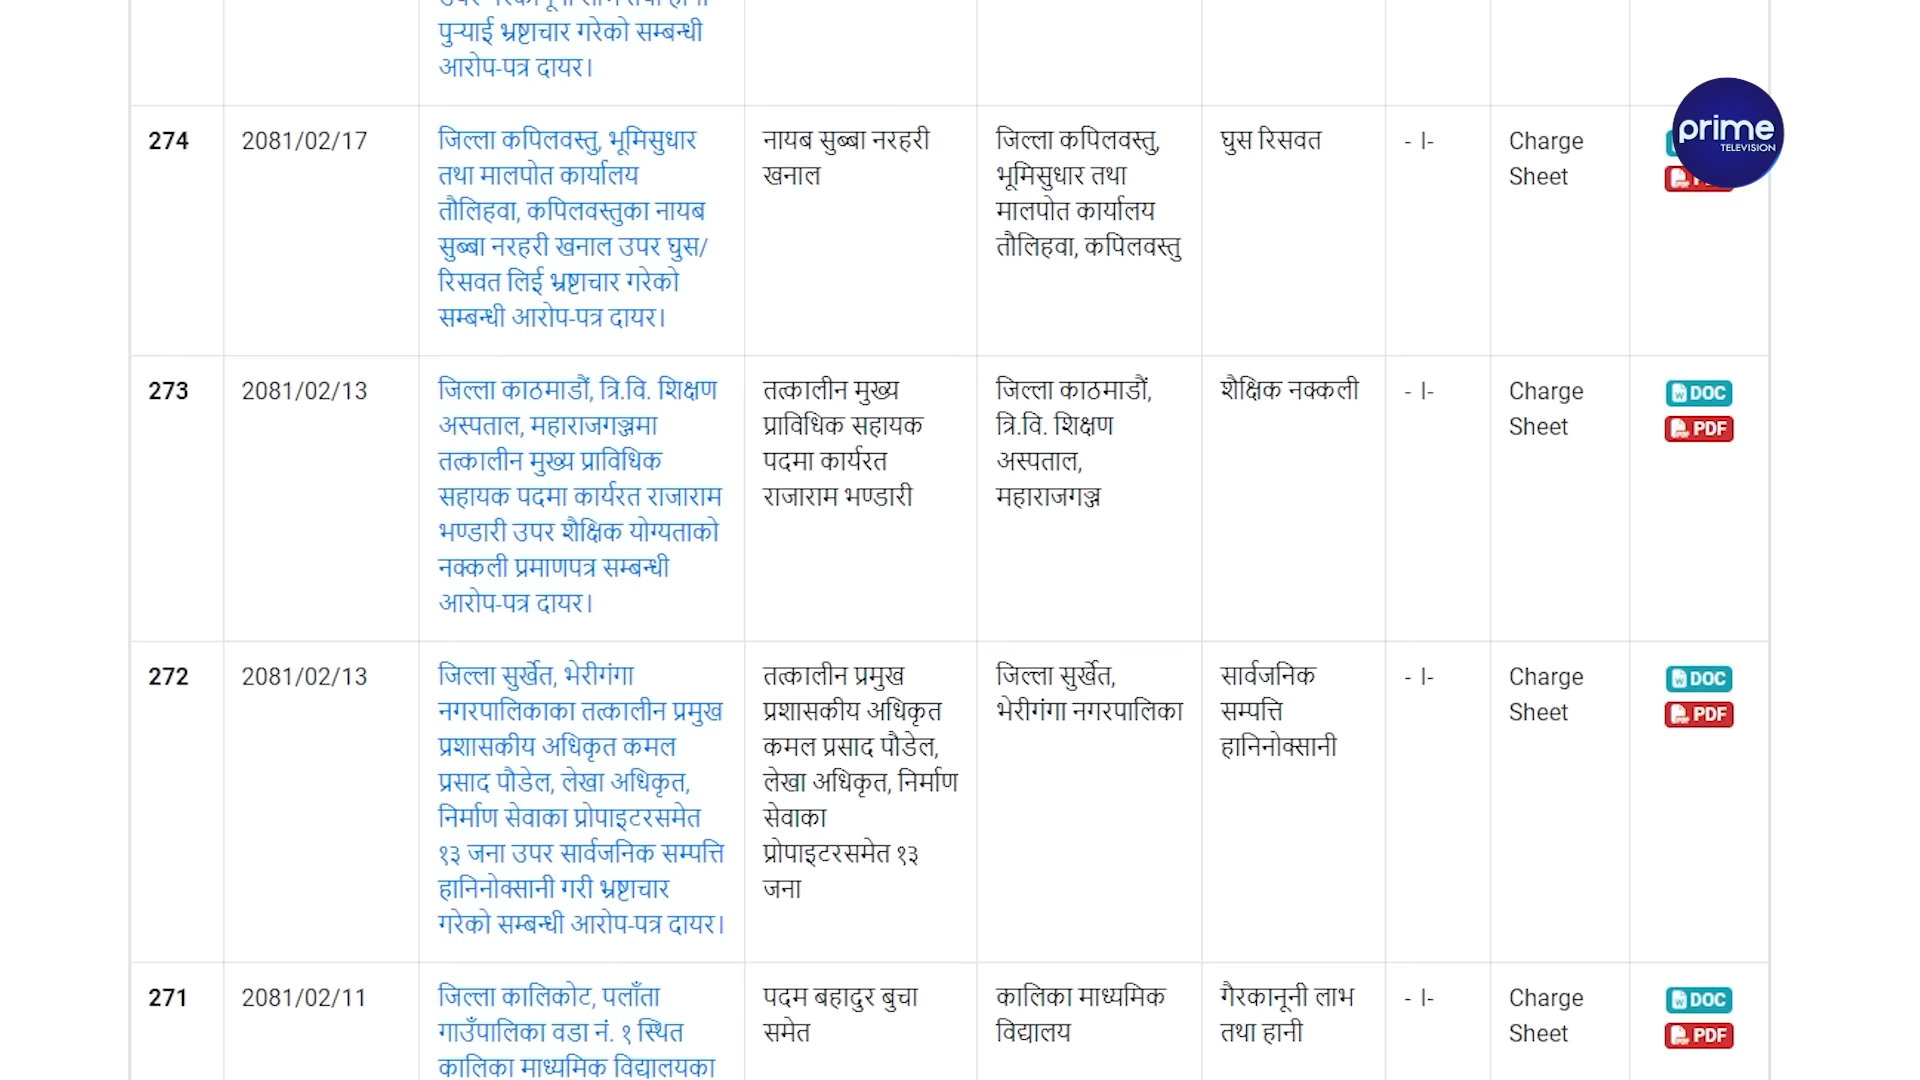 पुर्‍याई भ्रष्टाचार गरेको सम्बन्धी
आरोप-पत्र दायर।
274
2081/02/17
जिल्ला कपिलवस्तु, भूमिसुधार
तथा मालपोत कार्यालय
तौलिहवा, कपिलवस्तुका नायब
सुब्बा नरहरी खनाल उपर घुस/
रिसवत लिई भ्रष्टाचार गरेको
सम्बन्धी आरोप-पत्र दायर।
नायब सुब्बा नरहरी
खनाल
जिल्ला कपिलवस्तु,
भूमिसुधार तथा
मालपोत कार्यालय
तौलिहवा, कपिलवस्तु
घुस रिसवत
- ।-
Charge
Sheet
prime
TELEVISION
273
2081/02/13
जिल्ला काठमाडौं, त्रि.वि. शिक्षण
अस्पताल, महाराजगञ्जमा
तत्कालीन मुख्य प्राविधिक
सहायक पदमा कार्यरत राजाराम
भण्डारी उपर शैक्षिक योग्यताको
नक्कली प्रमाणपत्र सम्बन्धी
आरोप-पत्र दायर।
तत्कालीन मुख्य
प्राविधिक सहायक
पदमा कार्यरत
राजाराम भण्डारी
जिल्ला काठमाडौं,
त्रि.वि. शिक्षण
अस्पताल,
महाराजगञ्ज
शैक्षिक नक्कली
- ।-
Charge
Sheet
DOC
PDF
272
2081/02/13
जिल्ला सुर्खेत, भेरीगंगा
नगरपालिकाका तत्कालीन प्रमुख
प्रशासकीय अधिकृत कमल
प्रसाद पौडेल, लेखा अधिकृत,
निर्माण सेवाका प्रोपाइटरसमेत
१३ जना उपर सार्वजनिक सम्पत्ति
हानिनोक्सानी गरी भ्रष्टाचार
गरेको सम्बन्धी आरोप-पत्र दायर।
तत्कालीन प्रमुख
प्रशासकीय अधिकृत
कमल प्रसाद पौडेल,
लेखा अधिकृत, निर्माण
सेवाका
प्रोपाइटरसमेत १३
जना
जिल्ला सुर्खेत,
भेरीगंगा नगरपालिका
सार्वजनिक
सम्पत्ति
हानिनोक्सानी
- ।-
Charge
Sheet
DOC
PDF
271
2081/02/11
जिल्ला कालिकोट, पलाँता
गाउँपालिका वडा नं. १ स्थित
कालिका माध्यमिक विद्यालयका
पदम बहादुर बुचा
समेत
कालिका माध्यमिक
विद्यालय
गैरकानूनी लाभ
तथा हानी
- ।-
Charge
Sheet
DOC
PDF